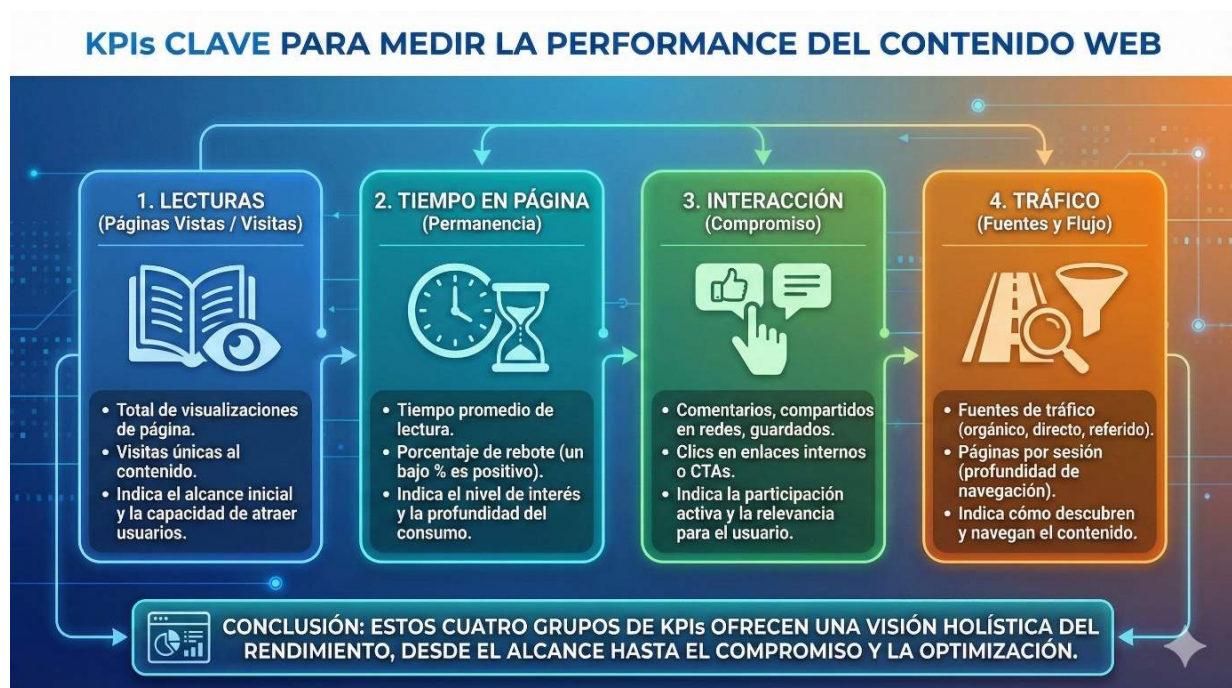 KPIs CLAVE PARA MEDIR LA PERFORMANCE DEL CONTENIDO WEB
1. LECTURAS
(Páginas Vistas / Visitas)
• Total de visualizaciones
de página.
• Visitas únicas al
contenido.
• Indica el alcance inicial
y la capacidad de atraer
usuarios.
2. TIEMPO EN PÁGINA
(Permanencia)
• Tiempo promedio de
lectura.
• Porcentaje de rebote (un
bajo % es positivo).
• Indica el nivel de interés
y la profundidad del
consumo.
3. INTERACCIÓN
(Compromiso)
• Comentarios, compartidos
en redes, guardados.
• Clics en enlaces internos
o CTAs.
• Indica la participación
activa y la relevancia
para el usuario.
4. TRÁFICO
(Fuentes y Flujo)
• Fuentes de tráfico
(orgánico, directo, referido).
• Páginas por sesión
(profundidad de
navegación).
• Indica cómo descubren
y navegan el contenido.
CONCLUSIÓN: ESTOS CUATRO GRUPOS DE KPIs OFRECEN UNA VISIÓN HOLÍSTICA DEL
RENDIMIENTO, DESDE EL ALCANCE HASTA EL COMPROMISO Y LA OPTIMIZACIÓN.